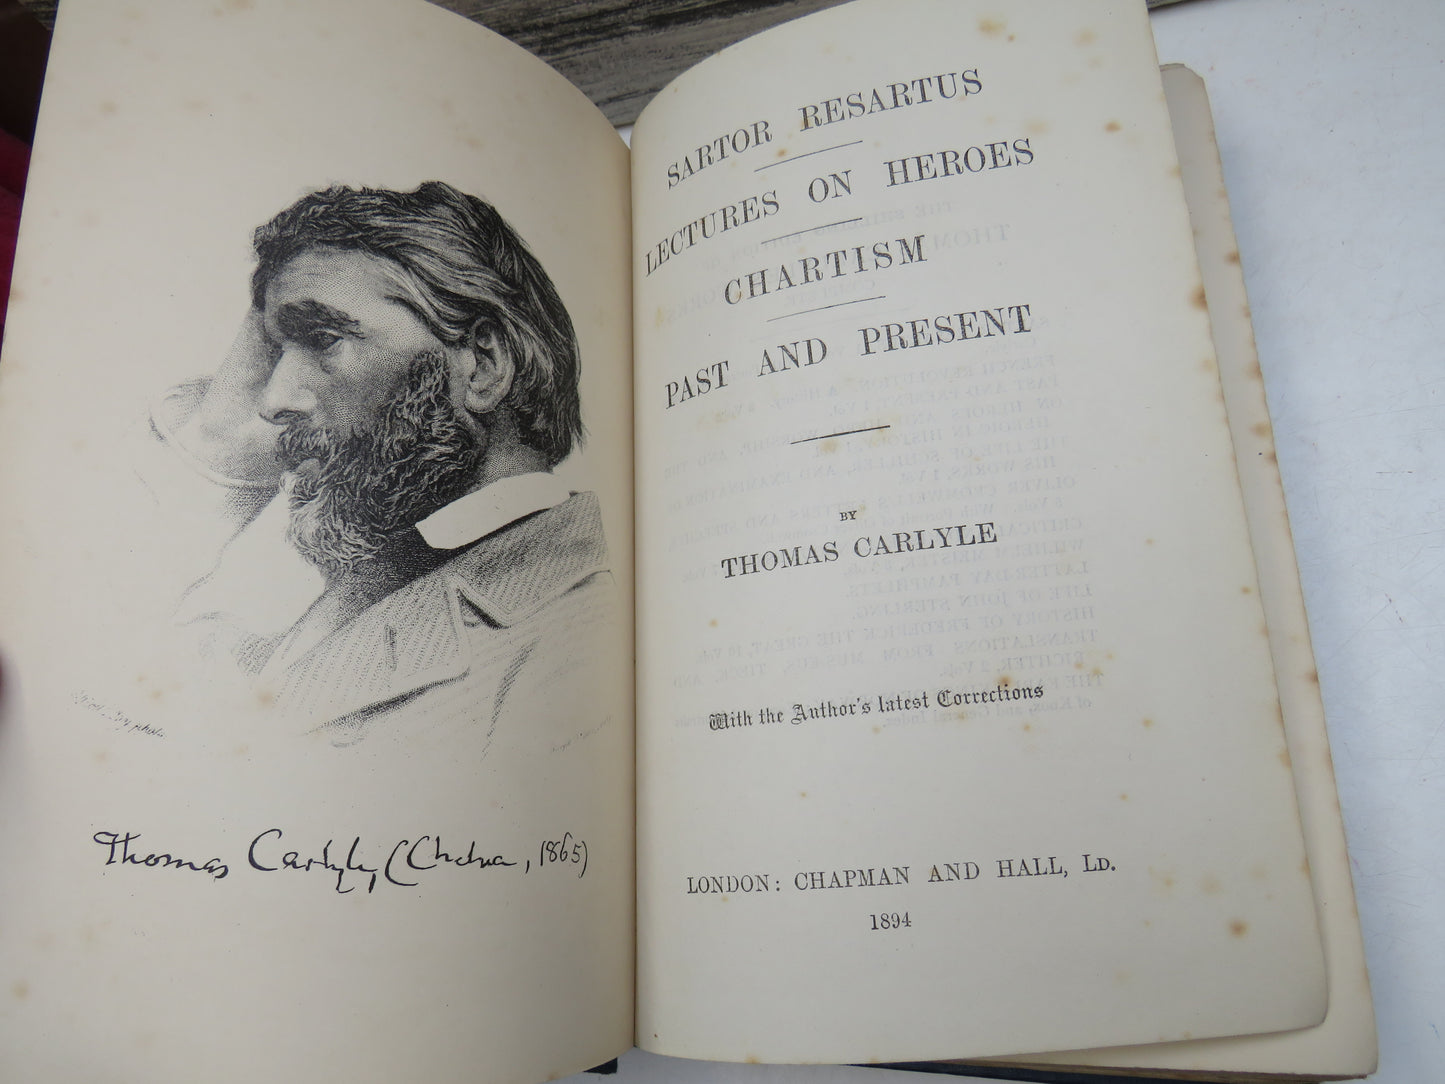 Thomas Carlyle, (Chelsea, 1865)
SARTOR RESARTUS
LECTURES ON HEROES
CHARTISM
PAST AND PRESENT
BY
THOMAS CARLYLE
With the Author's latest Corrections
LONDON: CHAPMAN AND HALL, LD.
1894